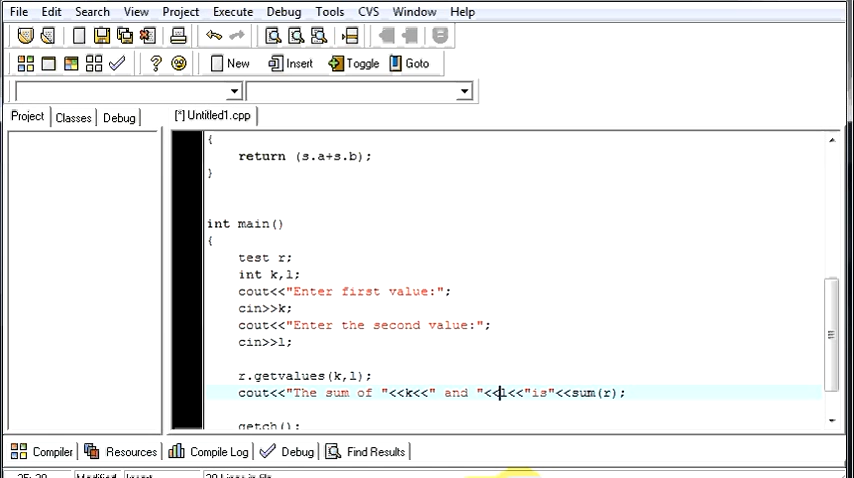 File Edit Search View Project Execute Debug Tools CVS Window Help
New Insert Toggle Goto
Project Classes Debug [*] Untitled1.cpp
{
return (s.a+s.b);
}
int main()
{
test r;
int k,l;
cout<<"Enter first value:";
cin>>k;
cout<<"Enter the second value:";
cin>>l;
r.getvalues(k,l);
cout<<"The sum of "<<k<<" and "<<l<<"is"<<sum(r);
getch();
Compiler Resources Compile Log Debug Find Results